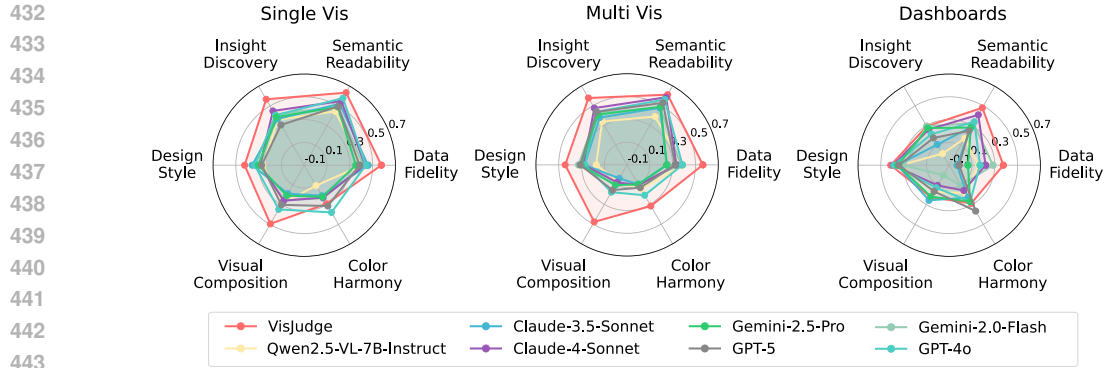 432
433
434
435
436
437
438
439
440
441
442
443
Single Vis
Multi Vis
Dashboards
Insight
Discovery
Semantic
Readability
Design
Style
Data
Fidelity
Visual
Composition
Color
Harmony
-0.1
0.1
0.3
0.5
0.7
Insight
Discovery
Semantic
Readability
Design
Style
Data
Fidelity
Visual
Composition
Color
Harmony
-0.1
0.1
0.3
0.5
0.7
Insight
Discovery
Semantic
Readability
Design
Style
Data
Fidelity
Visual
Composition
Color
Harmony
-0.1
0.1
0.3
0.5
0.7
VisJudge
Claude-3.5-Sonnet
Gemini-2.5-Pro
Gemini-2.0-Flash
Qwen2.5-VL-7B-Instruct
Claude-4-Sonnet
GPT-5
GPT-4o